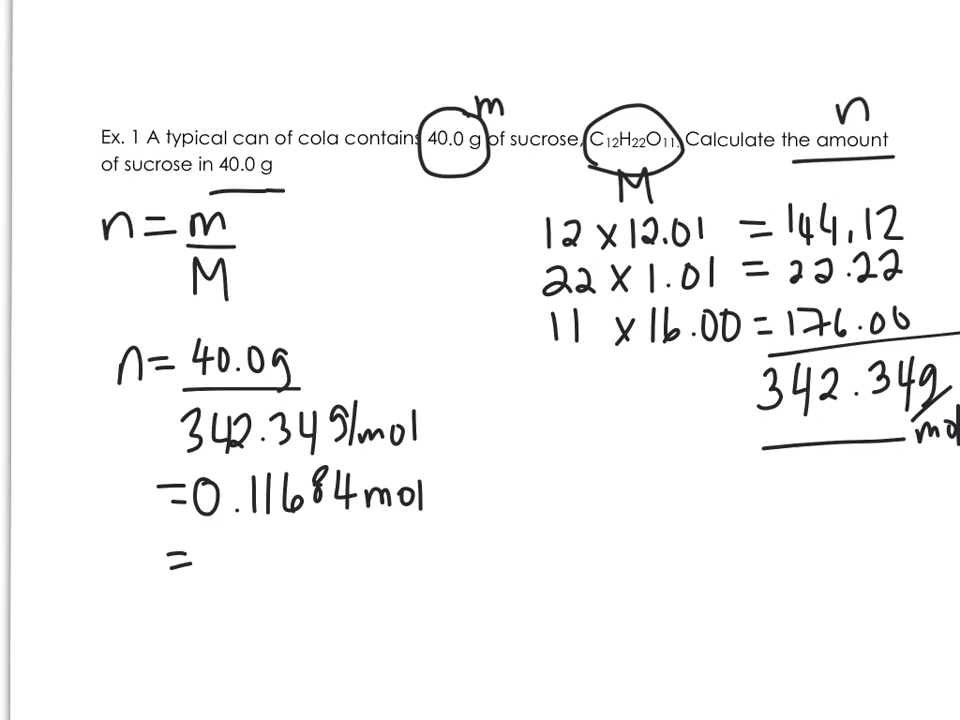 m
n
Ex. 1 A typical can of cola contains 40.0 g of sucrose, C₁₂H₂₂O₁₁. Calculate the amount
of sucrose in 40.0 g
M
n = m
M
12 x 12.01 = 144.12
22 x 1.01 = 22.22
11 x 16.00 = 176.00
342.34g/mol
n = 40.0g
342.34 g/mol
= 0.11684 mol
=